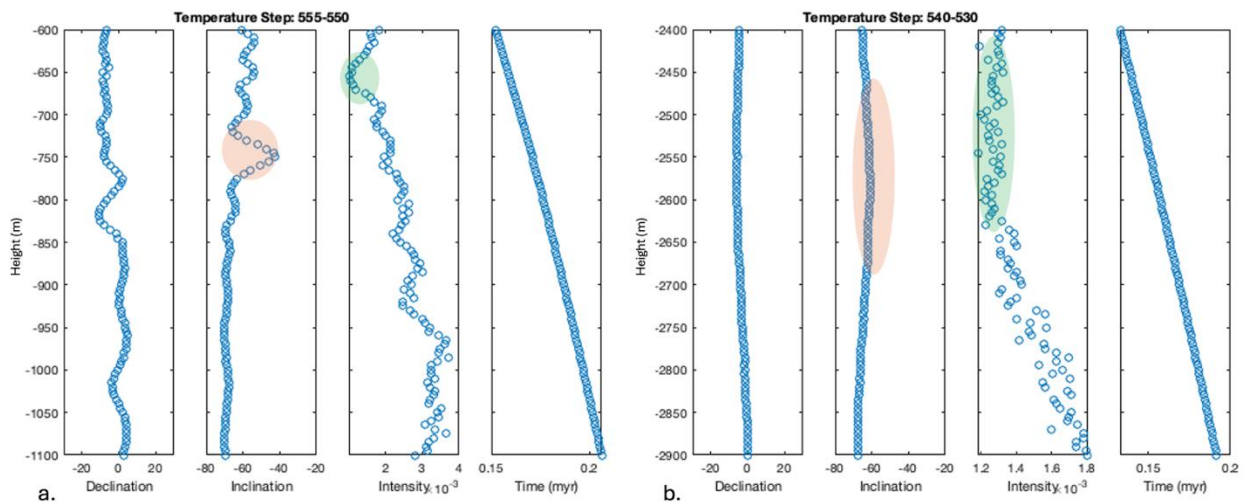 Temperature Step: 555-550
Height (m)
-600
-650
-700
-750
-800
-850
-900
-950
-1000
-1050
-1100
-20 0 20
Declination
-80 -60 -40 -20
Inclination
2 3 4
Intensity ×10⁻³
0.15 0.2
Time (myr)
a.
Temperature Step: 540-530
Height (m)
-2400
-2450
-2500
-2550
-2600
-2650
-2700
-2750
-2800
-2850
-2900
-20 0 20
Declination
-80 -60 -40 -20
Inclination
1.2 1.4 1.6 1.8
Intensity ×10⁻³
0.15 0.2
Time (myr)
b.